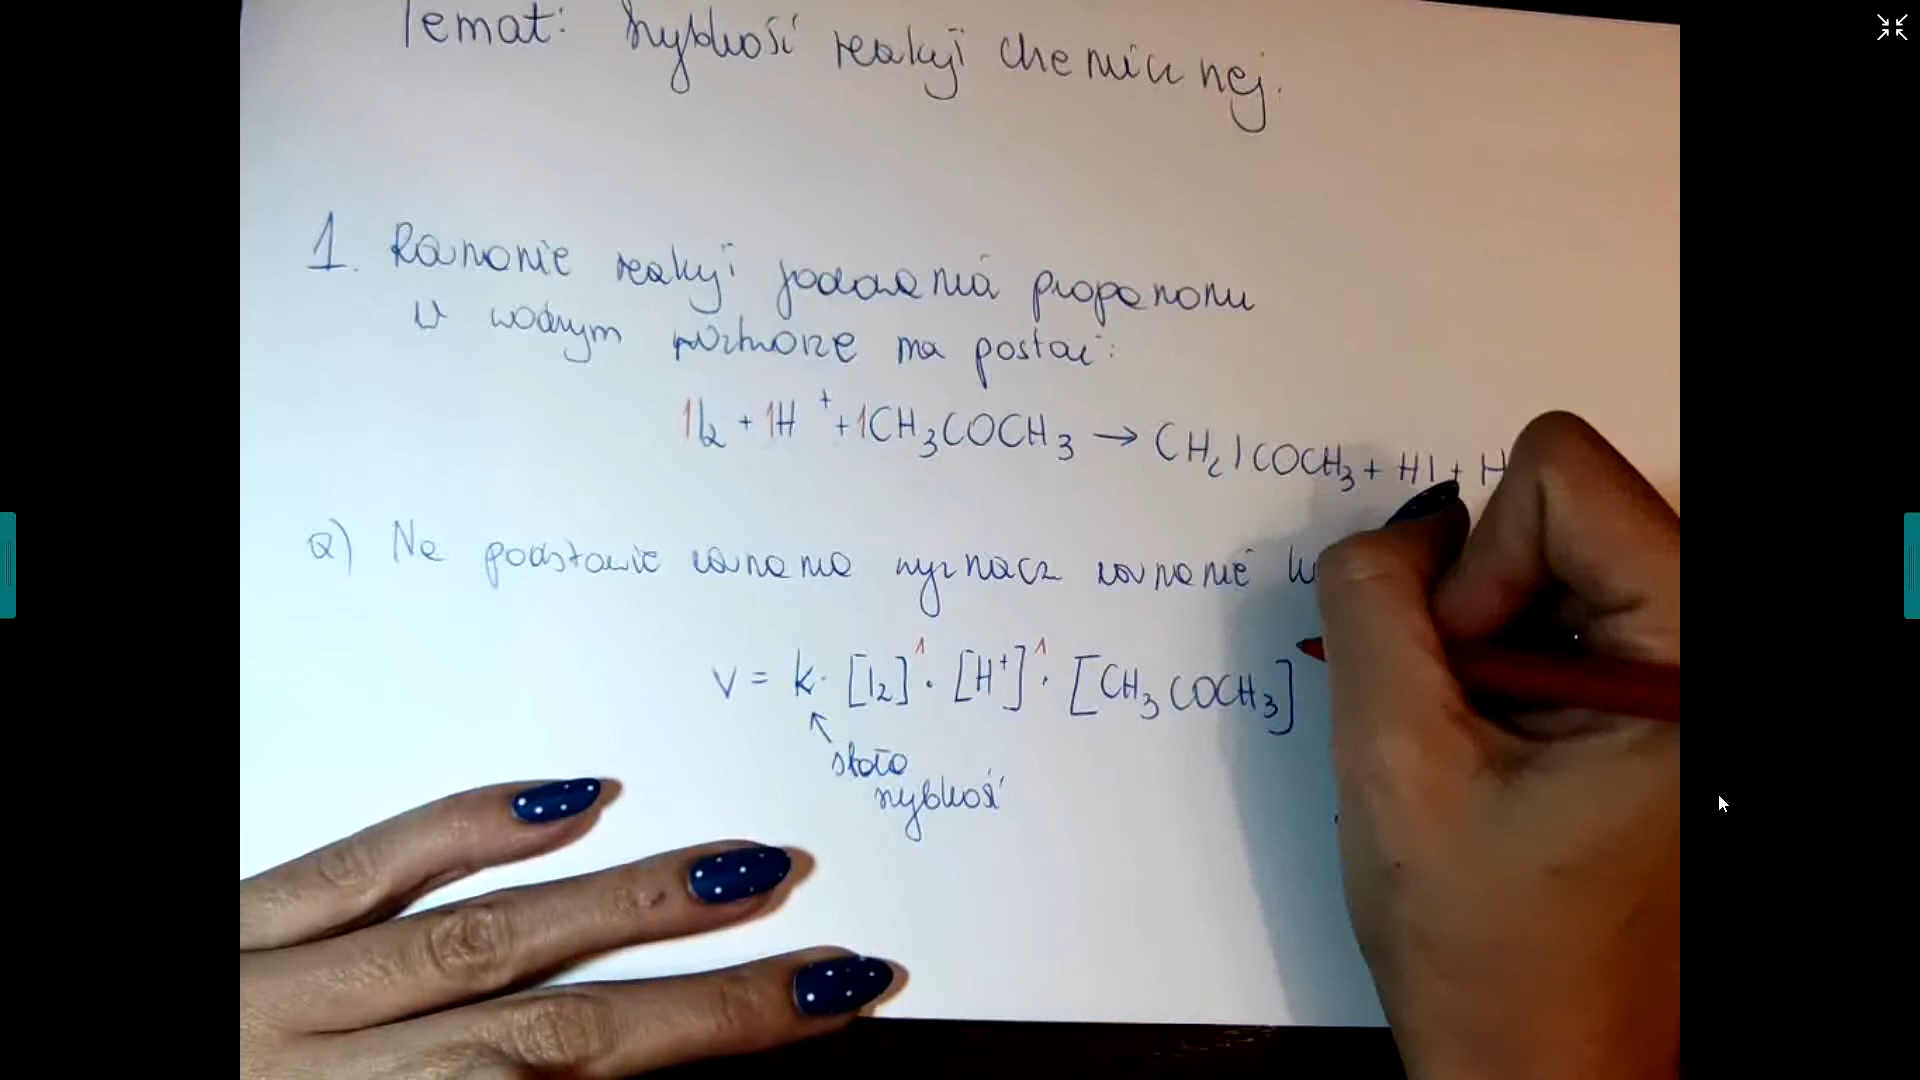 Temat: Szybkość reakcji chemicznej.
1. Równanie reakcji jodowania propanonu
w wodnym roztworze ma postać:
1I₂ + 1H⁺ + 1CH₃COCH₃ → CH₂ICOCH₃ + HI + H
a) Na podstawie równania wyznacz równanie
v = k · [I₂]¹ · [H⁺]¹ · [CH₃COCH₃]
stała
szybkość